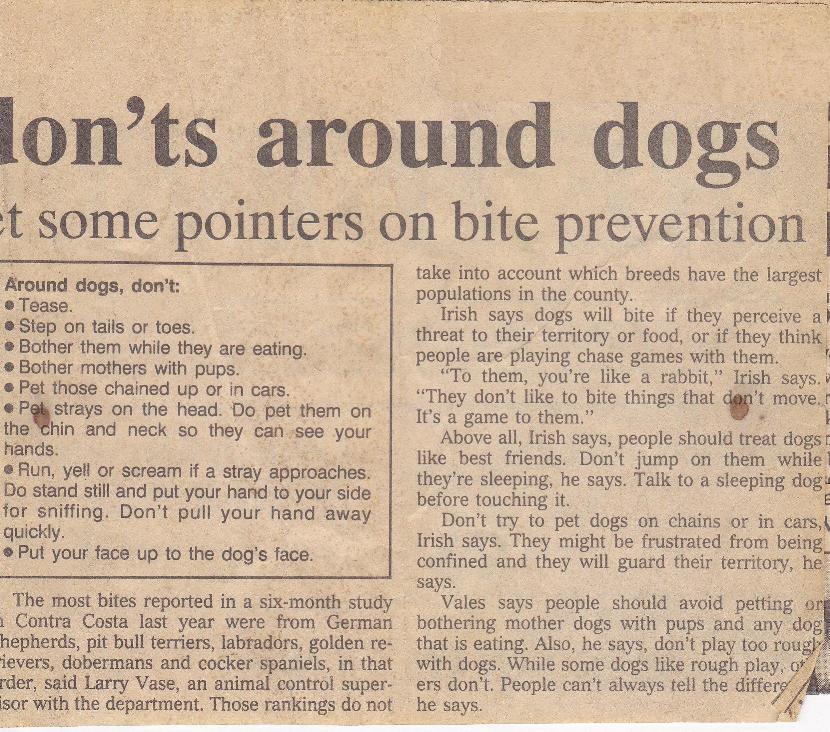 on'ts around dogs
et some pointers on bite prevention
Around dogs, don't:
• Tease.
• Step on tails or toes.
• Bother them while they are eating.
• Bother mothers with pups.
• Pet those chained up or in cars.
• Pet strays on the head. Do pet them on
the chin and neck so they can see your
hands.
• Run, yell or scream if a stray approaches.
Do stand still and put your hand to your side
for sniffing. Don't pull your hand away
quickly.
• Put your face up to the dog's face.
The most bites reported in a six-month study
Contra Costa last year were from German
hepherds, pit bull terriers, labradors, golden re-
rievers, dobermans and cocker spaniels, in that
rder, said Larry Vase, an animal control super-
isor with the department. Those rankings do not
take into account which breeds have the largest
populations in the county.
Irish says dogs will bite if they perceive a
threat to their territory or food, or if they think
people are playing chase games with them.
“To them, you’re like a rabbit,” Irish says.
“They don’t like to bite things that don’t move.
It’s a game to them.”
Above all, Irish says, people should treat dogs
like best friends. Don’t jump on them while
they’re sleeping, he says. Talk to a sleeping dog
before touching it.
Don’t try to pet dogs on chains or in cars,
Irish says. They might be frustrated from being
confined and they will guard their territory, he
says.
Vales says people should avoid petting or
bothering mother dogs with pups and any dog
that is eating. Also, he says, don’t play too rough
with dogs. While some dogs like rough play,
ers don’t. People can’t always tell the differe
he says.